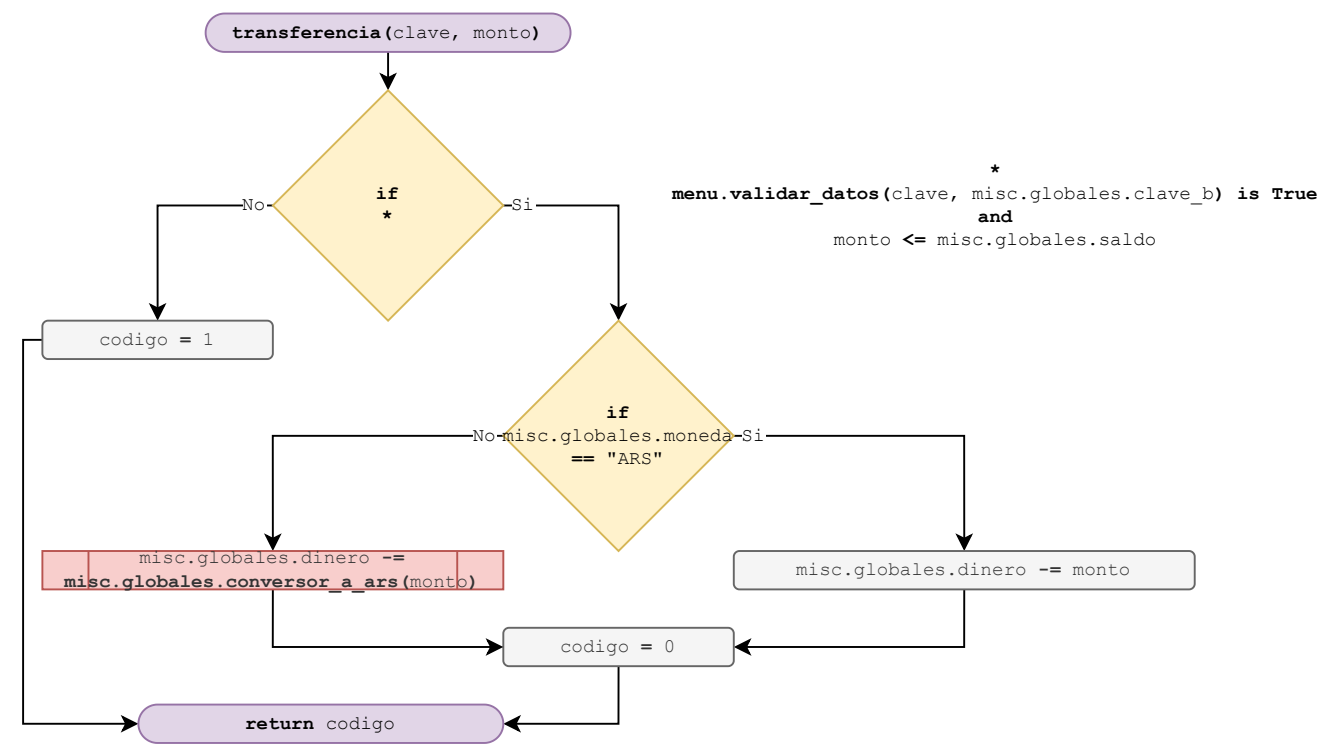 transferencia(clave, monto)
if
*
No
Si
*
menu.validar_datos(clave, misc.globales.clave_b) is True
and
monto <= misc.globales.saldo
codigo = 1
if
misc.globales.moneda
== "ARS"
No
Si
misc.globales.dinero -=
misc.globales.conversor_a_ars(monto)
misc.globales.dinero -= monto
codigo = 0
return codigo